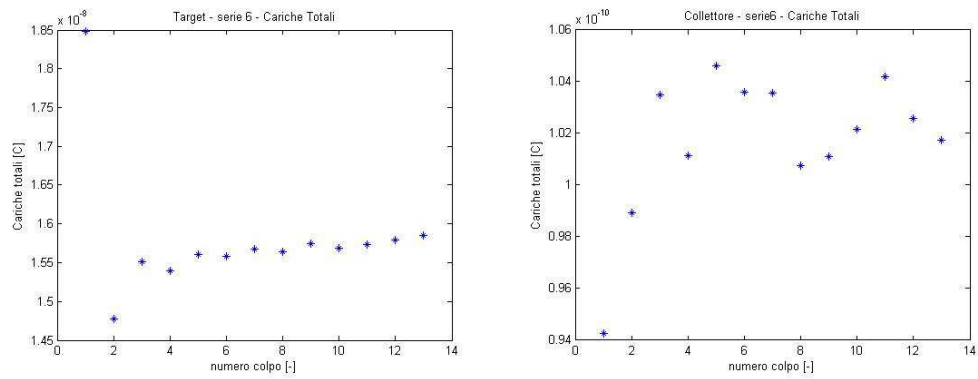 Target - serie 6 - Cariche Totali
x 10^-8
1.85
1.8
1.75
1.7
1.65
1.6
1.55
1.5
1.45
Cariche totali [C]
0 2 4 6 8 10 12 14
numero colpo [-]
Collettore - serie6 - Cariche Totali
x 10^-10
1.06
1.04
1.02
1
0.98
0.96
0.94
Cariche totali [C]
0 2 4 6 8 10 12 14
numero colpo [-]